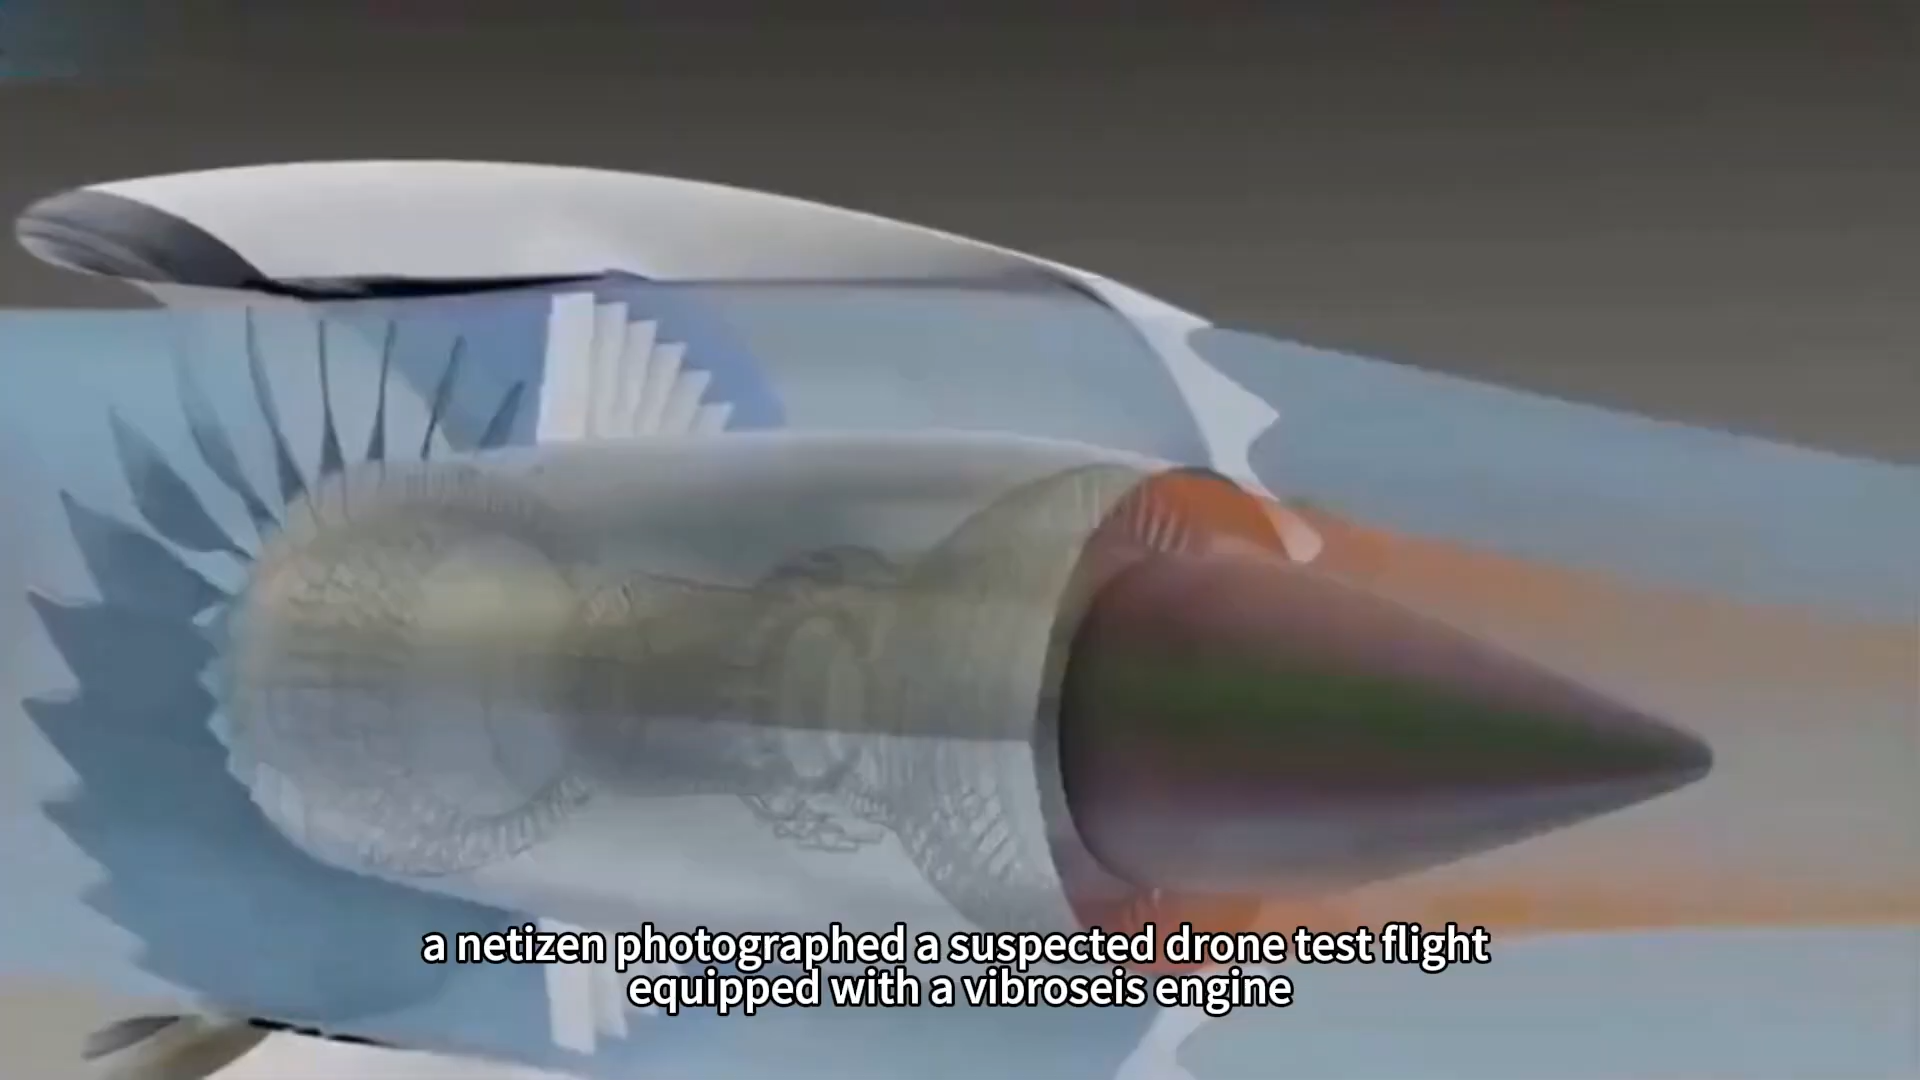 a netizen photographed a suspected drone test flight
equipped with a vibroseis engine